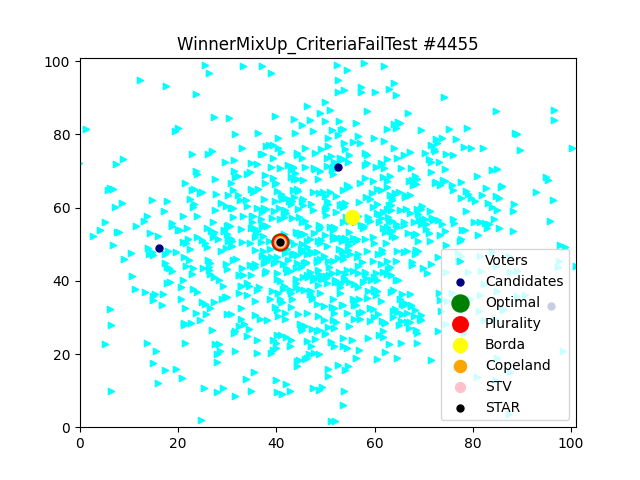 WinnerMixUp_CriteriaFailTest #4455
100
80
60
40
20
0
0 20 40 60 80 100
Voters
Candidates
Optimal
Plurality
Borda
Copeland
STV
STAR